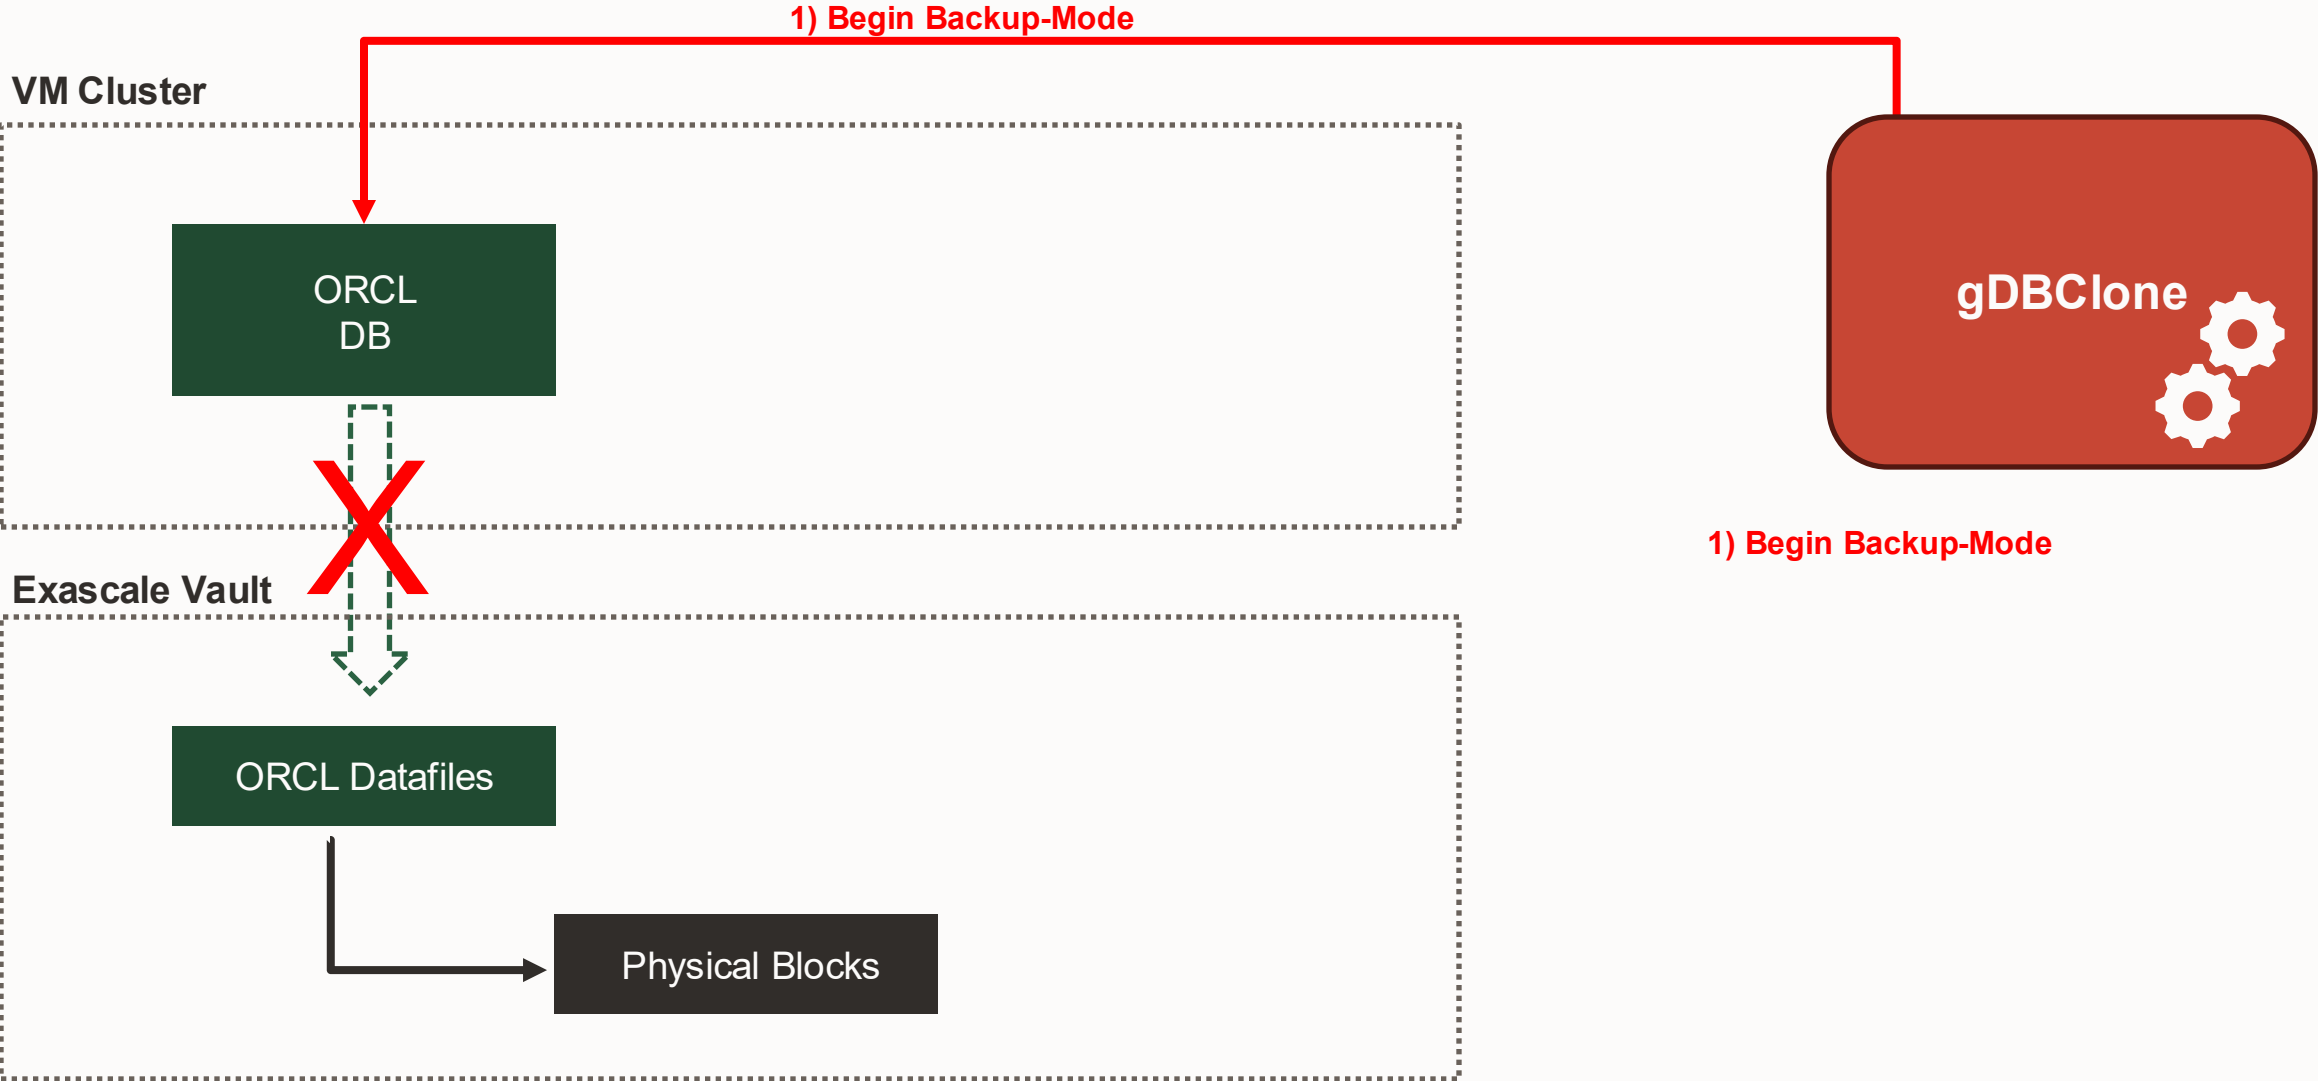 1) Begin Backup-Mode
VM Cluster
ORCL
DB
gDBClone
1) Begin Backup-Mode
X
Exascale Vault
ORCL Datafiles
Physical Blocks